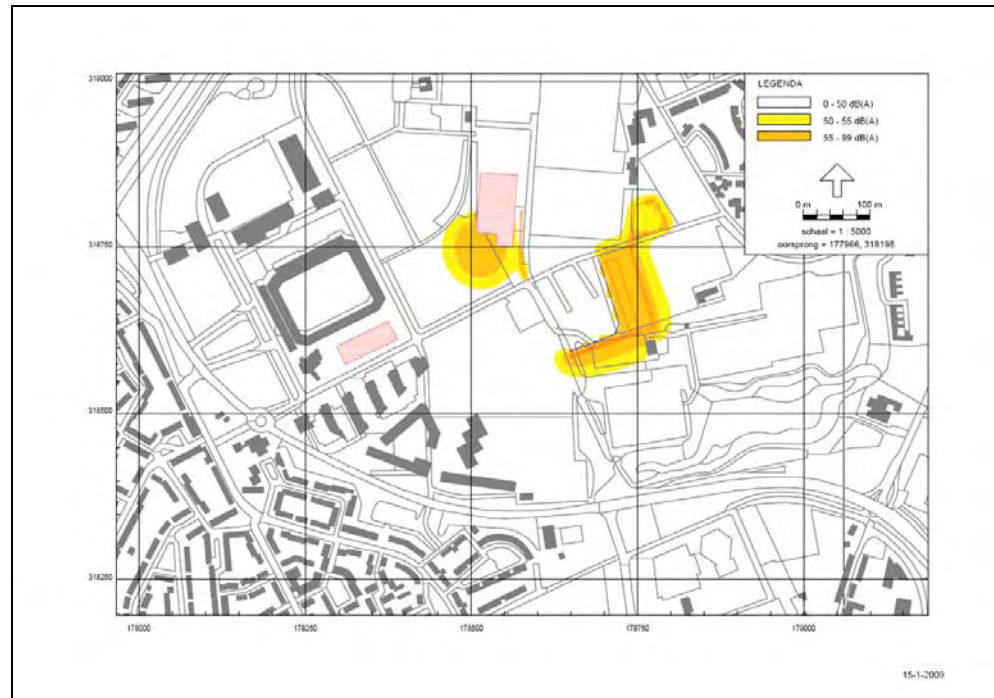 319000
318750
318500
318250
178000
178250
178500
178750
179000
LEGENDA
0 - 50 dB(A)
50 - 55 dB(A)
55 - 99 dB(A)
0 m 100 m
schaal = 1 : 5000
oorsprong = 177966, 318198
15-1-2009